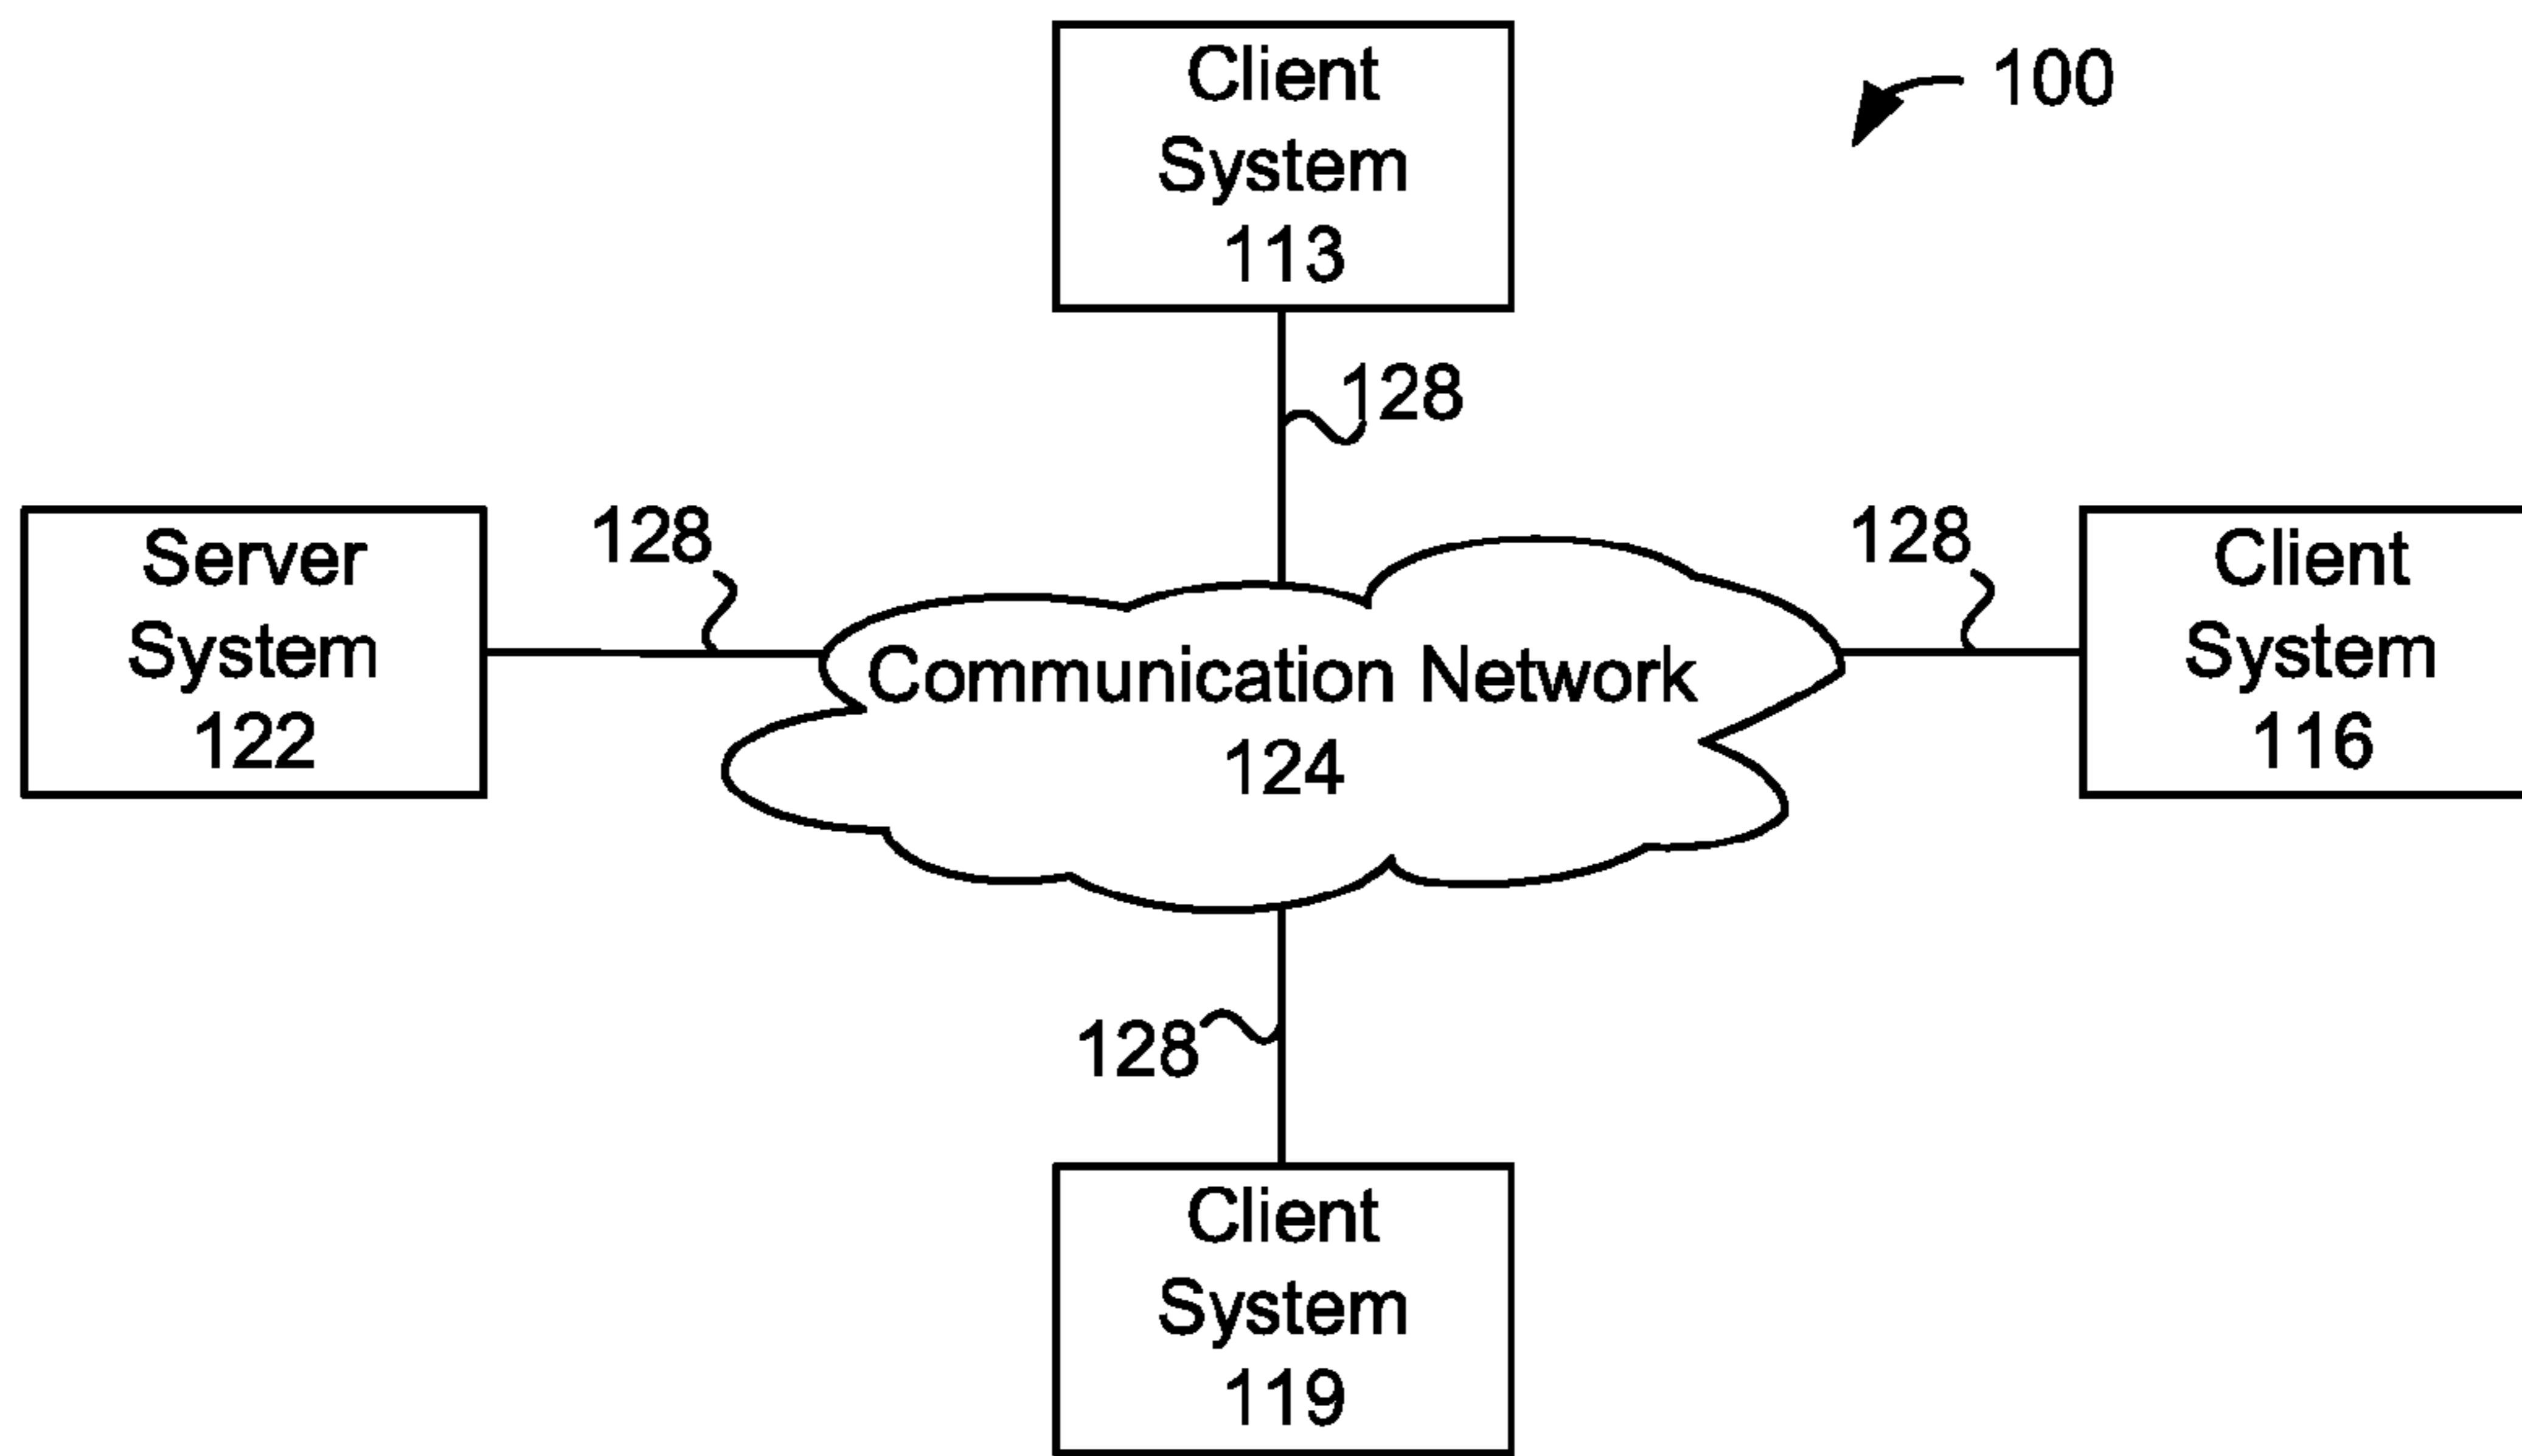 Client
System
113
100
128
Server
System
122
128
Communication Network
124
128
Client
System
116
128
Client
System
119